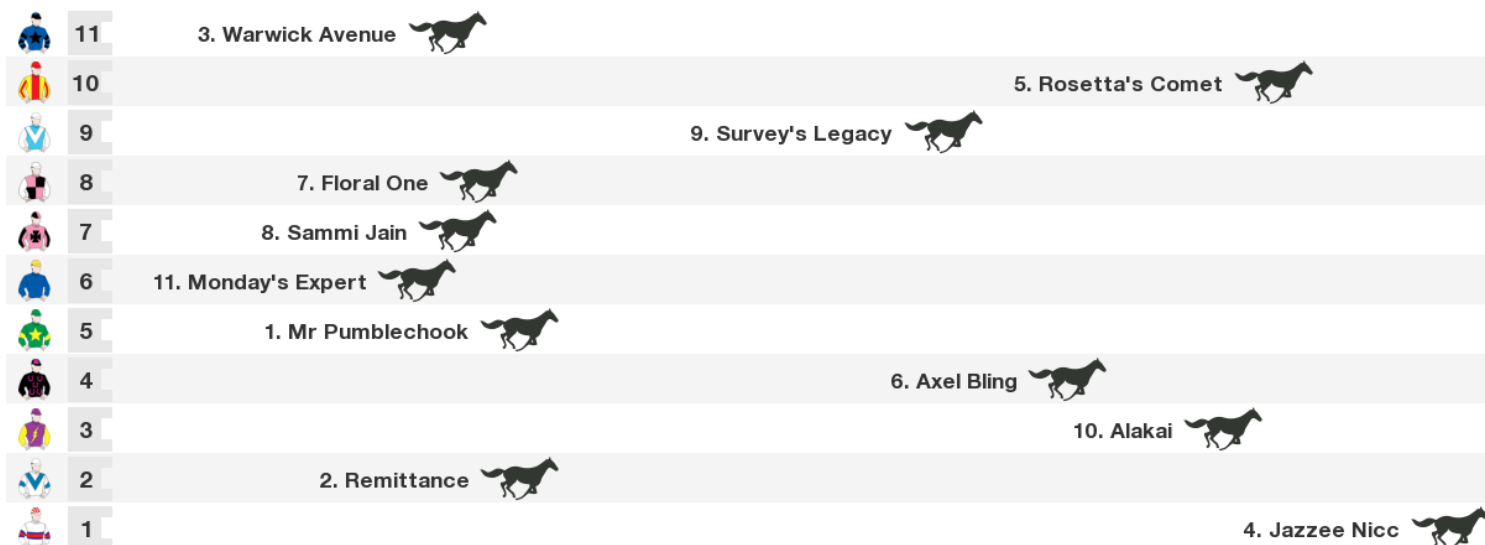 11 3. Warwick Avenue
10 5. Rosetta's Comet
9 9. Survey's Legacy
8 7. Floral One
7 8. Sammi Jain
6 11. Monday's Expert
5 1. Mr Pumblechook
4 6. Axel Bling
3 10. Alakai
2 2. Remittance
1 4. Jazzee Nicc